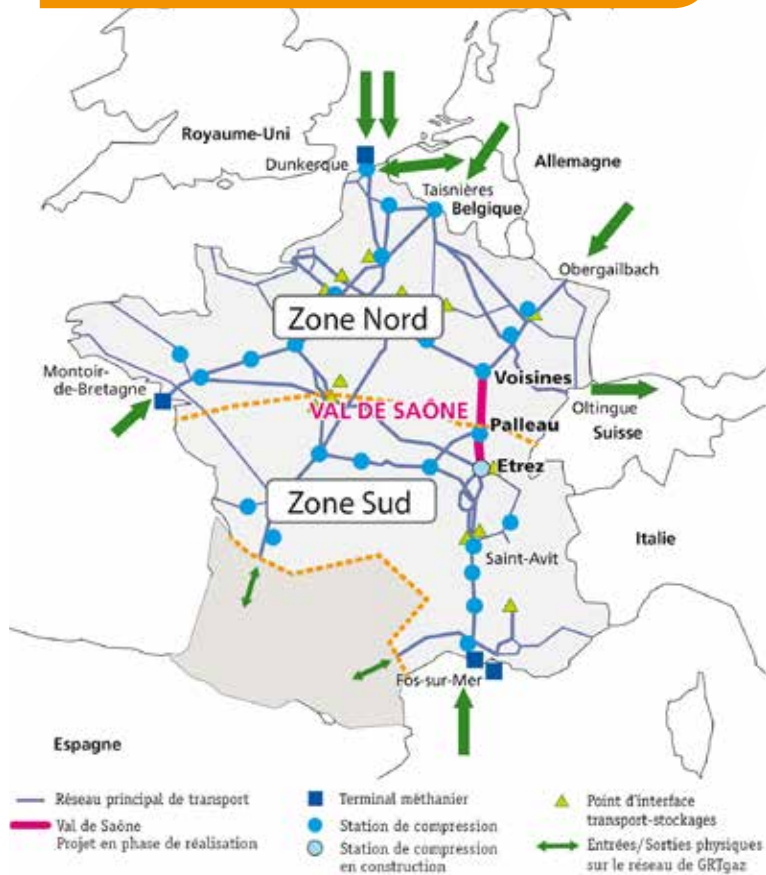 Royaume-Uni
Dunkerque
Allemagne
Taisnières
Belgique
Obergailbach
Zone Nord
Montoir-
de-Bretagne
Voisines
VAL DE SAÔNE
Oltingue
Palleau
Suisse
Etrez
Zone Sud
Italie
Saint-Avit
Fos-sur-Mer
Espagne
Réseau principal de transport
Val de Saône
Projet en phase de réalisation
Terminal méthanier
Station de compression
Station de compression
en construction
Point d'interface
transport-stockages
Entrées/Sorties physiques
sur le réseau de GRTgaz